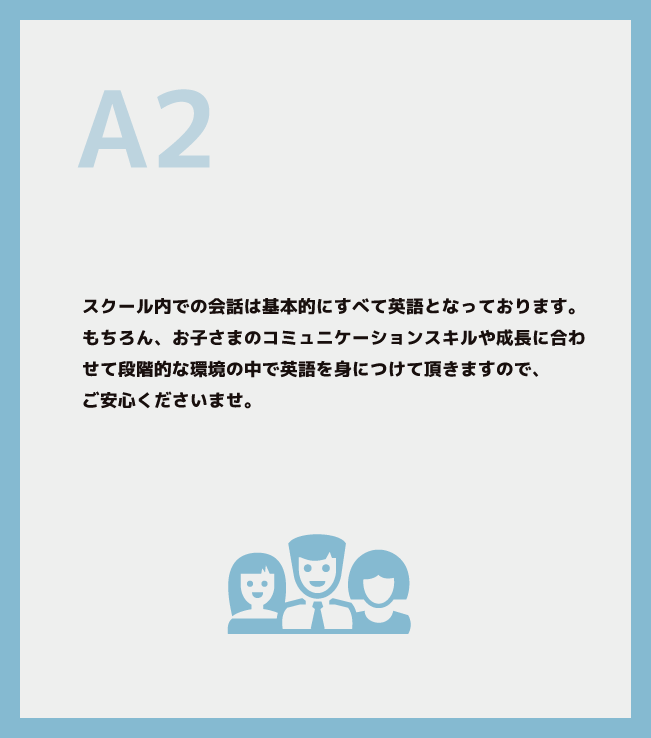 A2
スクール内での会話は基本的にすべて英語となっております。
もちろん、お子さまのコミュニケーションスキルや成長に合わ
せて段階的な環境の中で英語を身につけて頂きますので、
ご安心くださいませ。